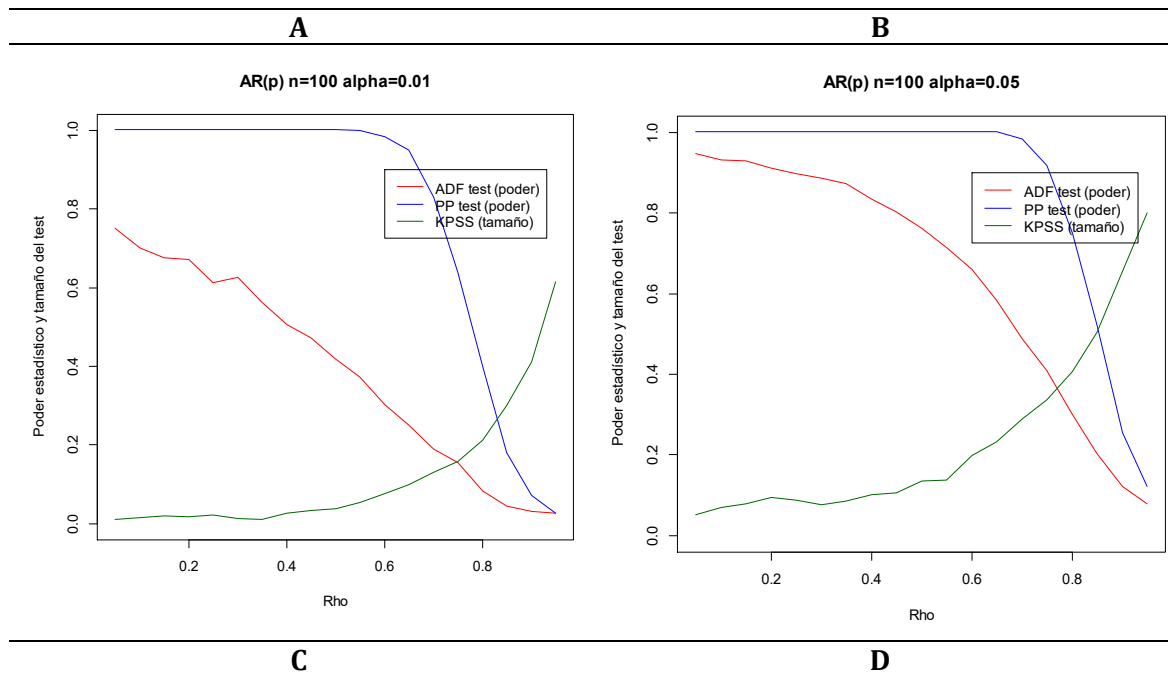 A B
AR(p) n=100 alpha=0.01
Poder estadístico y tamaño del test
1.0
0.8
0.6
0.4
0.2
0.0
ADF test (poder)
PP test (poder)
KPSS (tamaño)
0.2 0.4 0.6 0.8
Rho
AR(p) n=100 alpha=0.05
Poder estadístico y tamaño del test
1.0
0.8
0.6
0.4
0.2
0.0
ADF test (poder)
PP test (poder)
KPSS (tamaño)
0.2 0.4 0.6 0.8
Rho
C D